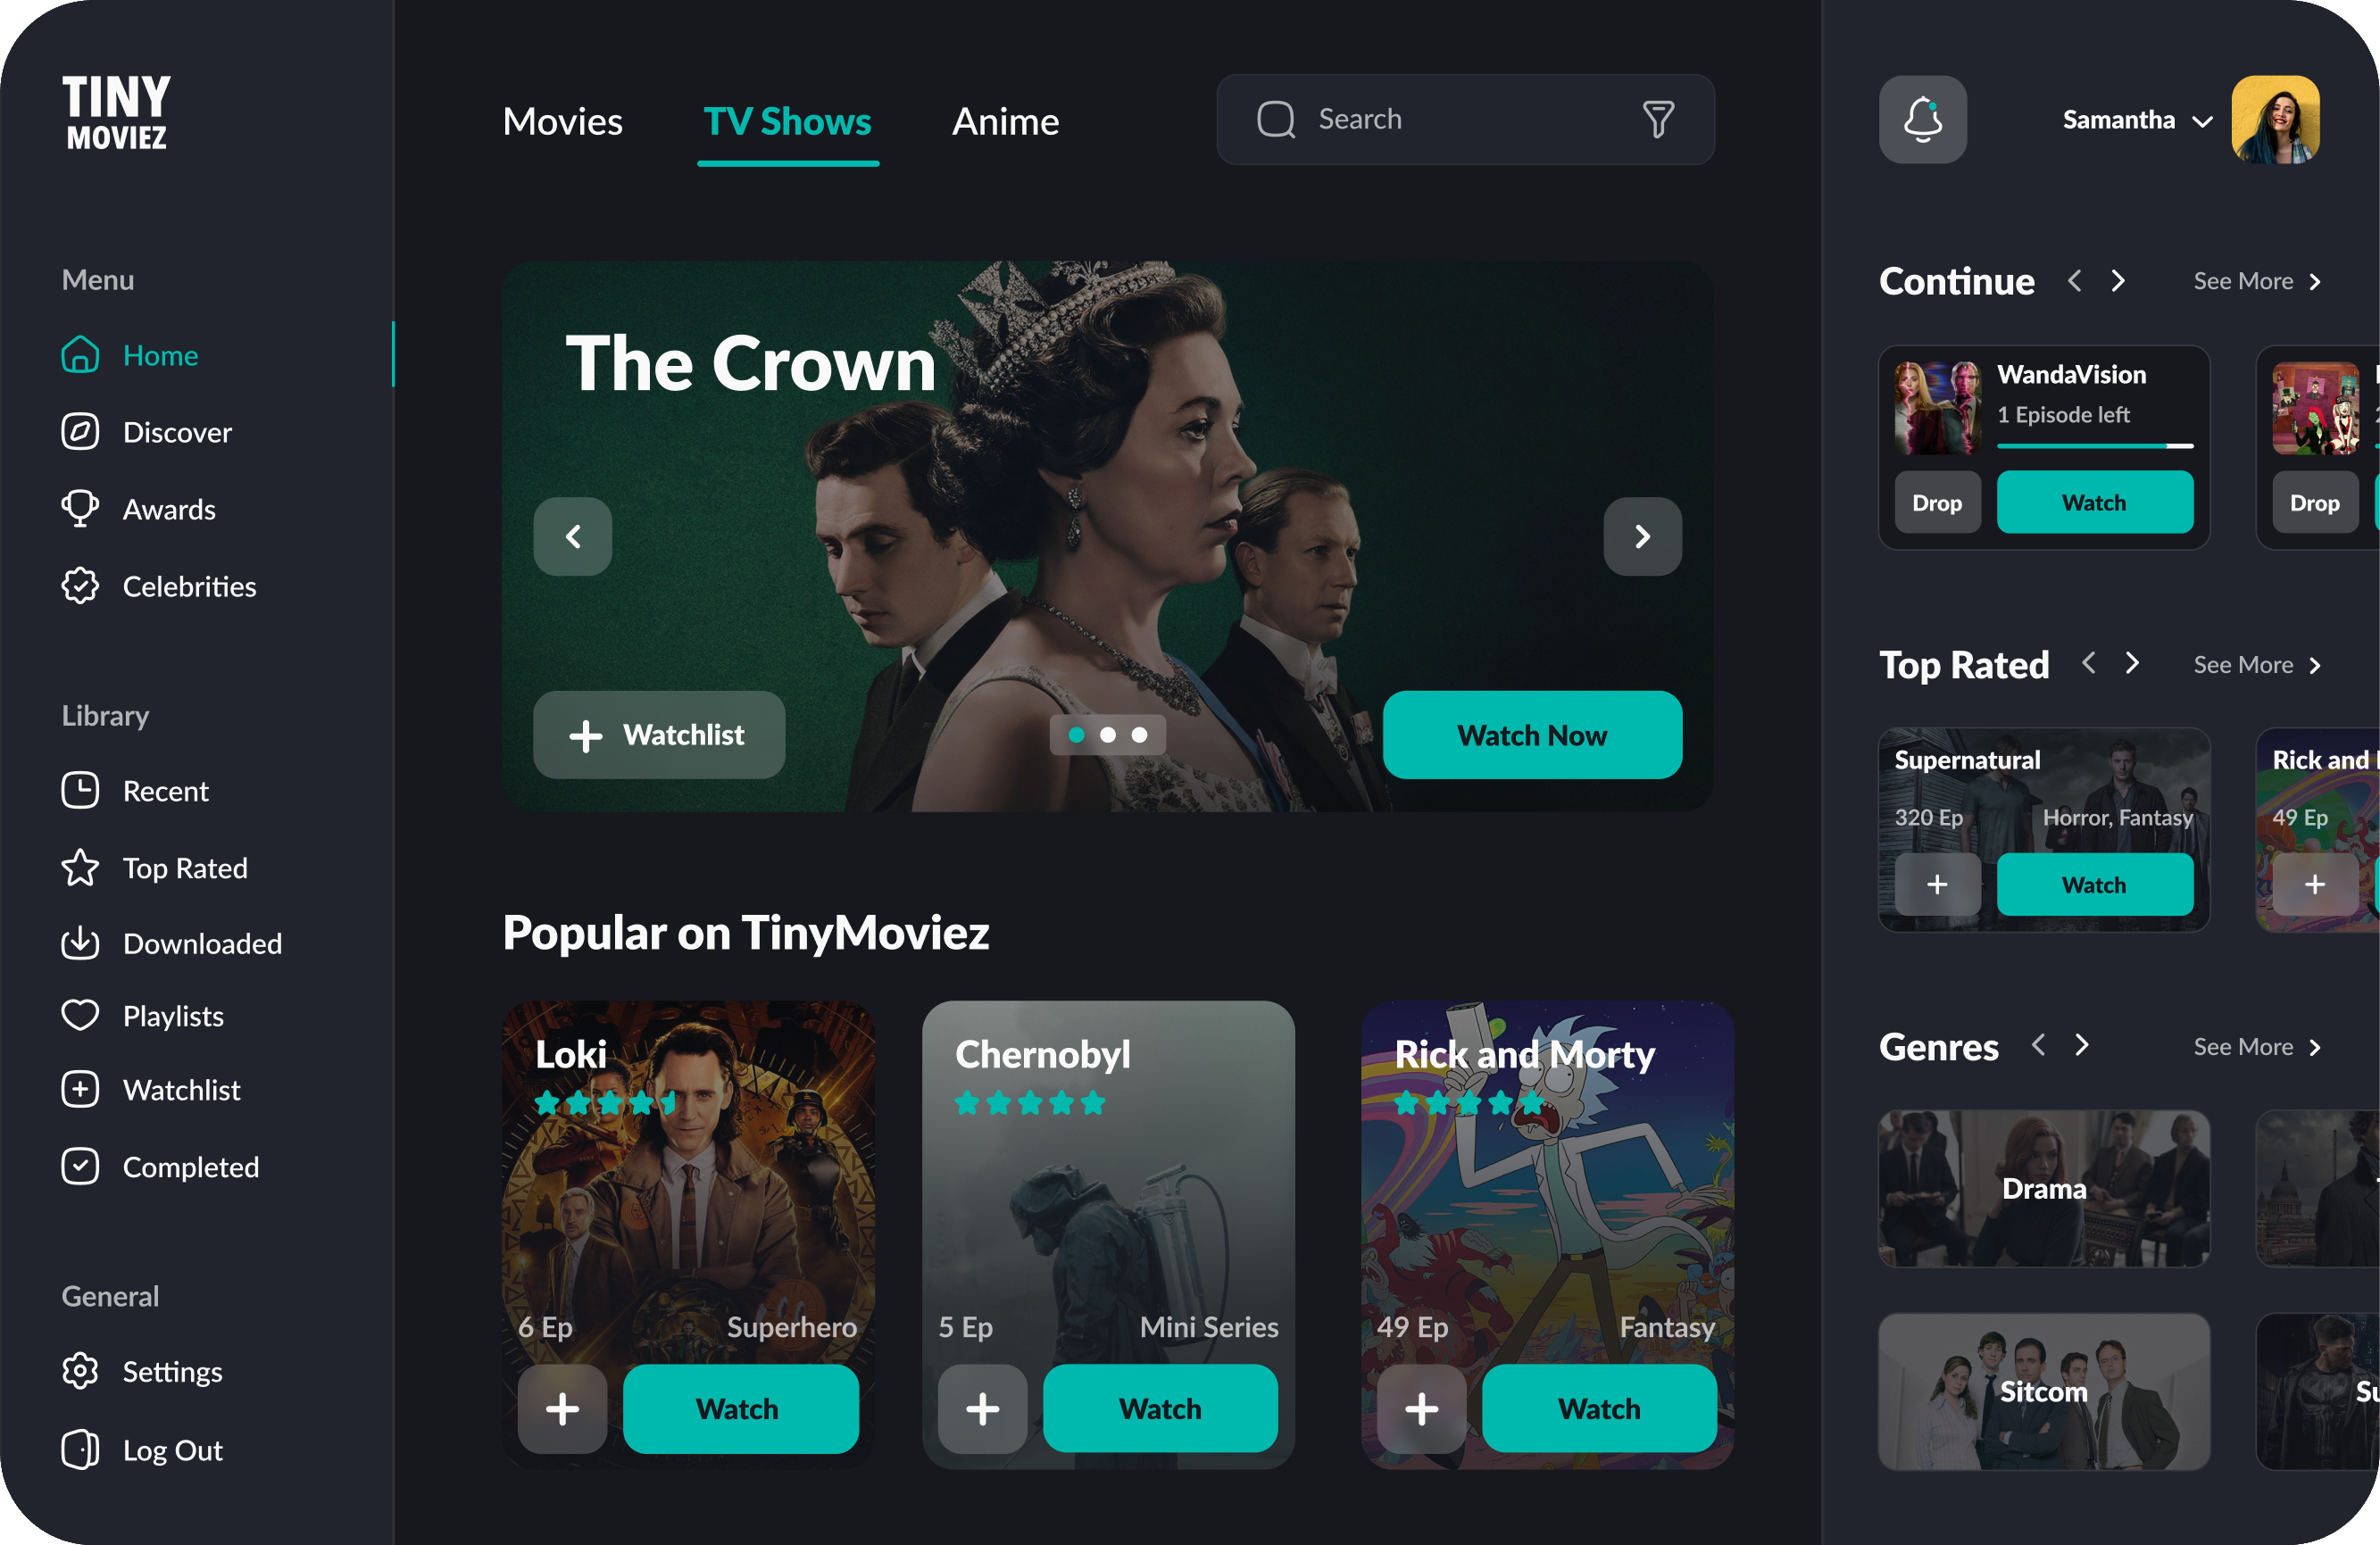 TINY
MOVIEZ
Menu
Home
Discover
Awards
Celebrities
Library
Recent
Top Rated
Downloaded
Playlists
Watchlist
Completed
General
Settings
Log Out
Movies
TV Shows
Anime
Search
The Crown
Watchlist
Watch Now
Popular on TinyMoviez
Loki
6 Ep
Superhero
Watch
Chernobyl
5 Ep
Mini Series
Watch
Rick and Morty
49 Ep
Fantasy
Watch
Samantha
Continue
See More
WandaVision
1 Episode left
Drop
Watch
Drop
Top Rated
See More
Supernatural
320 Ep
Horror, Fantasy
Watch
Rick and
49 Ep
Genres
See More
Drama
Sitcom